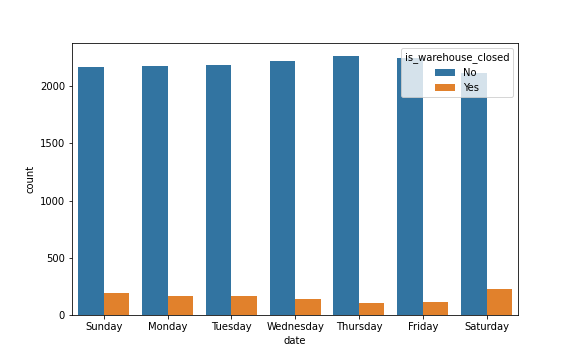 is_warehouse_closed
No
Yes
2000
1500
1000
500
0
count
Sunday Monday Tuesday Wednesday Thursday Friday Saturday
date